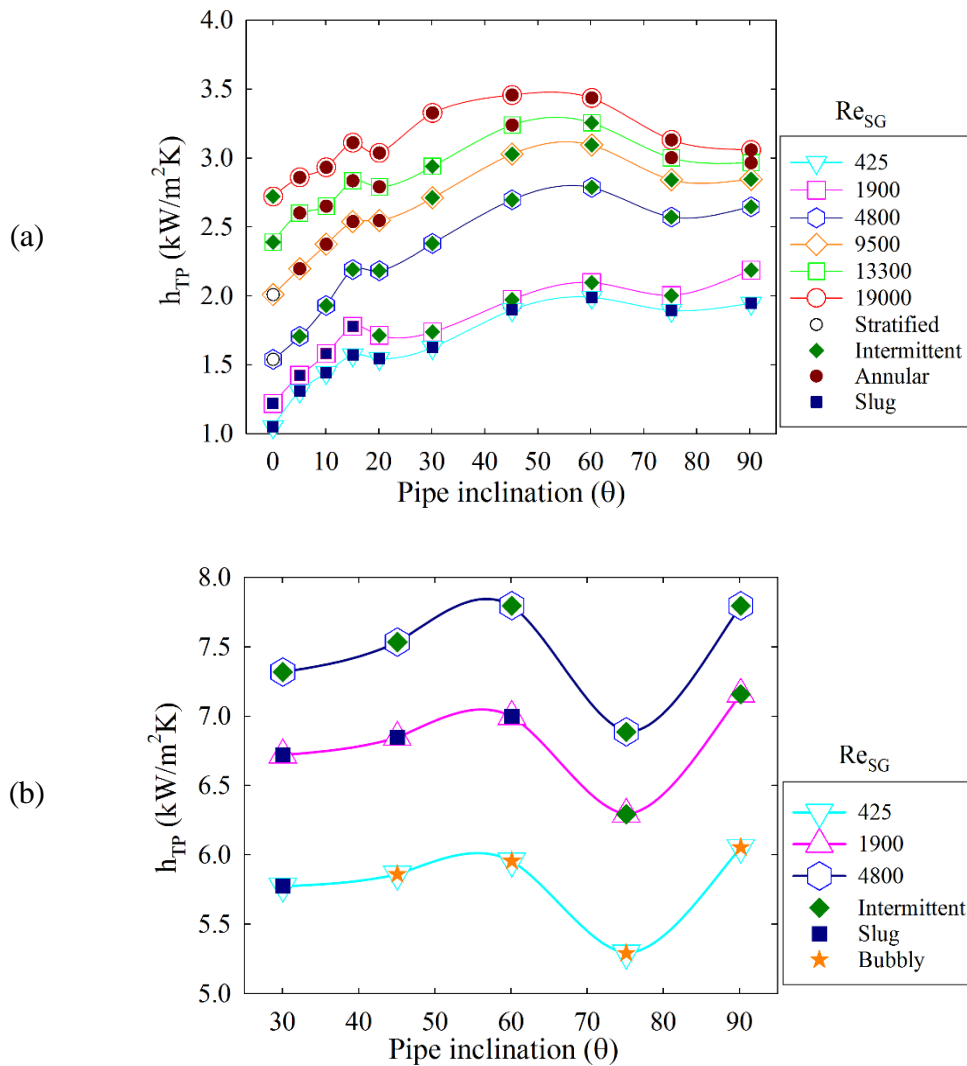 (a)
h_TP (kW/m²K)
4.0
3.5
3.0
2.5
2.0
1.5
1.0
0 10 20 30 40 50 60 70 80 90
Pipe inclination (θ)
Re_SG
425
1900
4800
9500
13300
19000
Stratified
Intermittent
Annular
Slug
(b)
h_TP (kW/m²K)
8.0
7.5
7.0
6.5
6.0
5.5
5.0
30 40 50 60 70 80 90
Pipe inclination (θ)
Re_SG
425
1900
4800
Intermittent
Slug
Bubbly